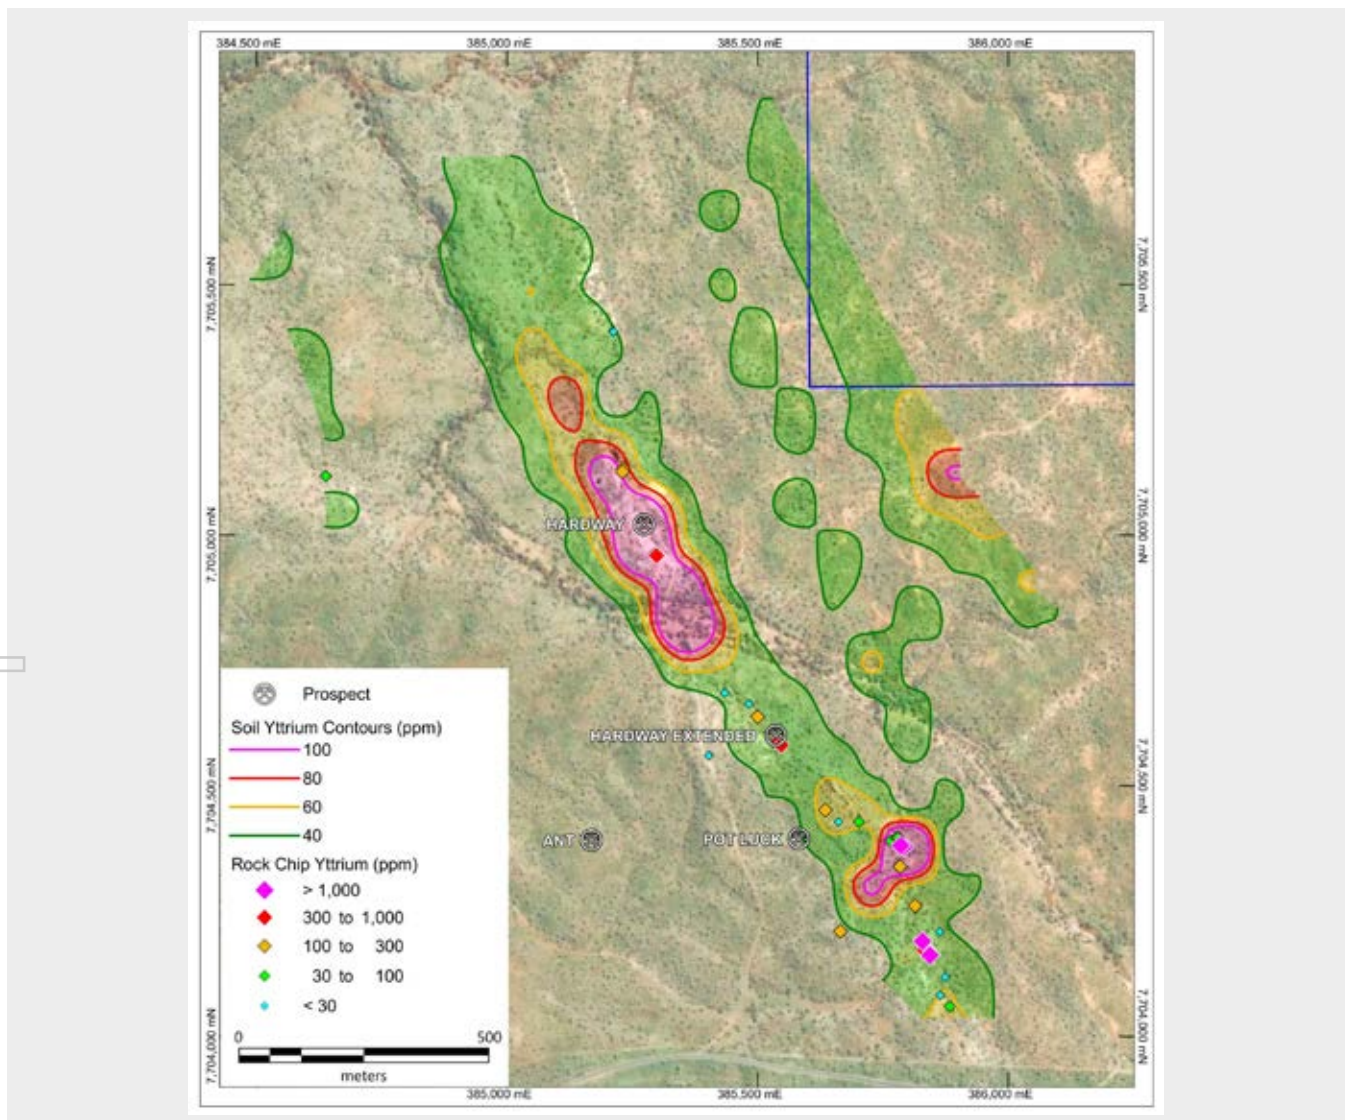 384,500 mE
385,000 mE
385,500 mE
386,000 mE
7,705,500 mN
7,705,500 mN
7,705,000 mN
7,705,000 mN
HARDWAY
HARDWAY EXTENDED
ANT
POT LUCK
7,704,500 mN
7,704,500 mN
7,704,000 mN
7,704,000 mN
Prospect
Soil Yttrium Contours (ppm)
100
80
60
40
Rock Chip Yttrium (ppm)
> 1,000
300 to 1,000
100 to 300
30 to 100
< 30
0 500
meters
385,000 mE
385,500 mE
386,000 mE